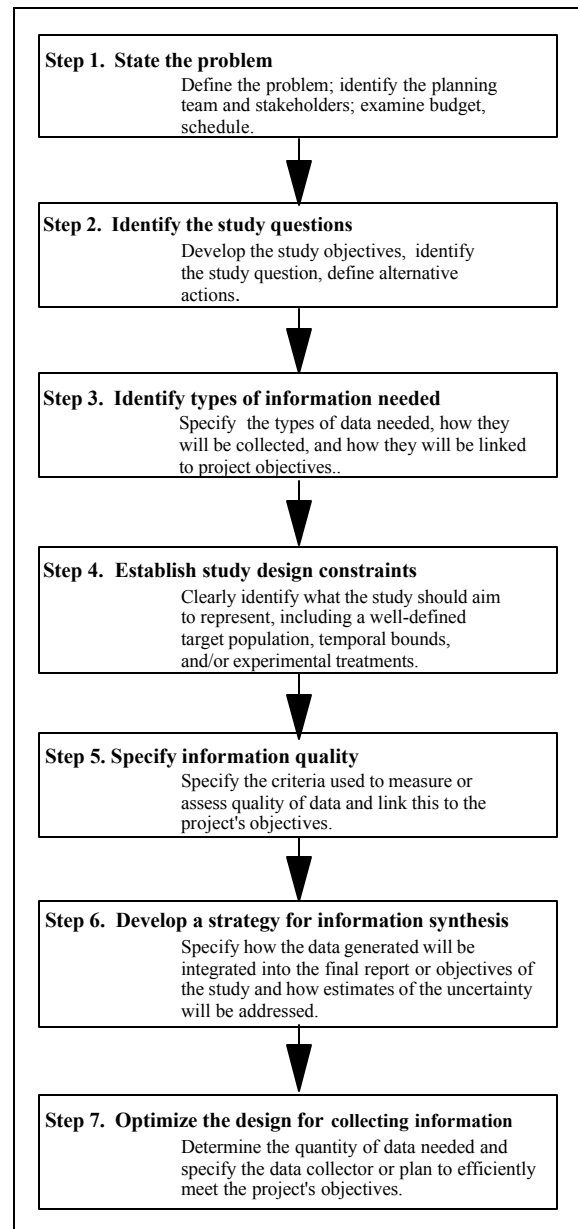 Step 1. State the problem
Define the problem; identify the planning
team and stakeholders; examine budget,
schedule.
Step 2. Identify the study questions
Develop the study objectives, identify
the study question, define alternative
actions.
Step 3. Identify types of information needed
Specify the types of data needed, how they
will be collected, and how they will be linked
to project objectives..
Step 4. Establish study design constraints
Clearly identify what the study should aim
to represent, including a well-defined
target population, temporal bounds,
and/or experimental treatments.
Step 5. Specify information quality
Specify the criteria used to measure or
assess quality of data and link this to the
project's objectives.
Step 6. Develop a strategy for information synthesis
Specify how the data generated will be
integrated into the final report or objectives of
the study and how estimates of the uncertainty
will be addressed.
Step 7. Optimize the design for collecting information
Determine the quantity of data needed and
specify the data collector or plan to efficiently
meet the project's objectives.